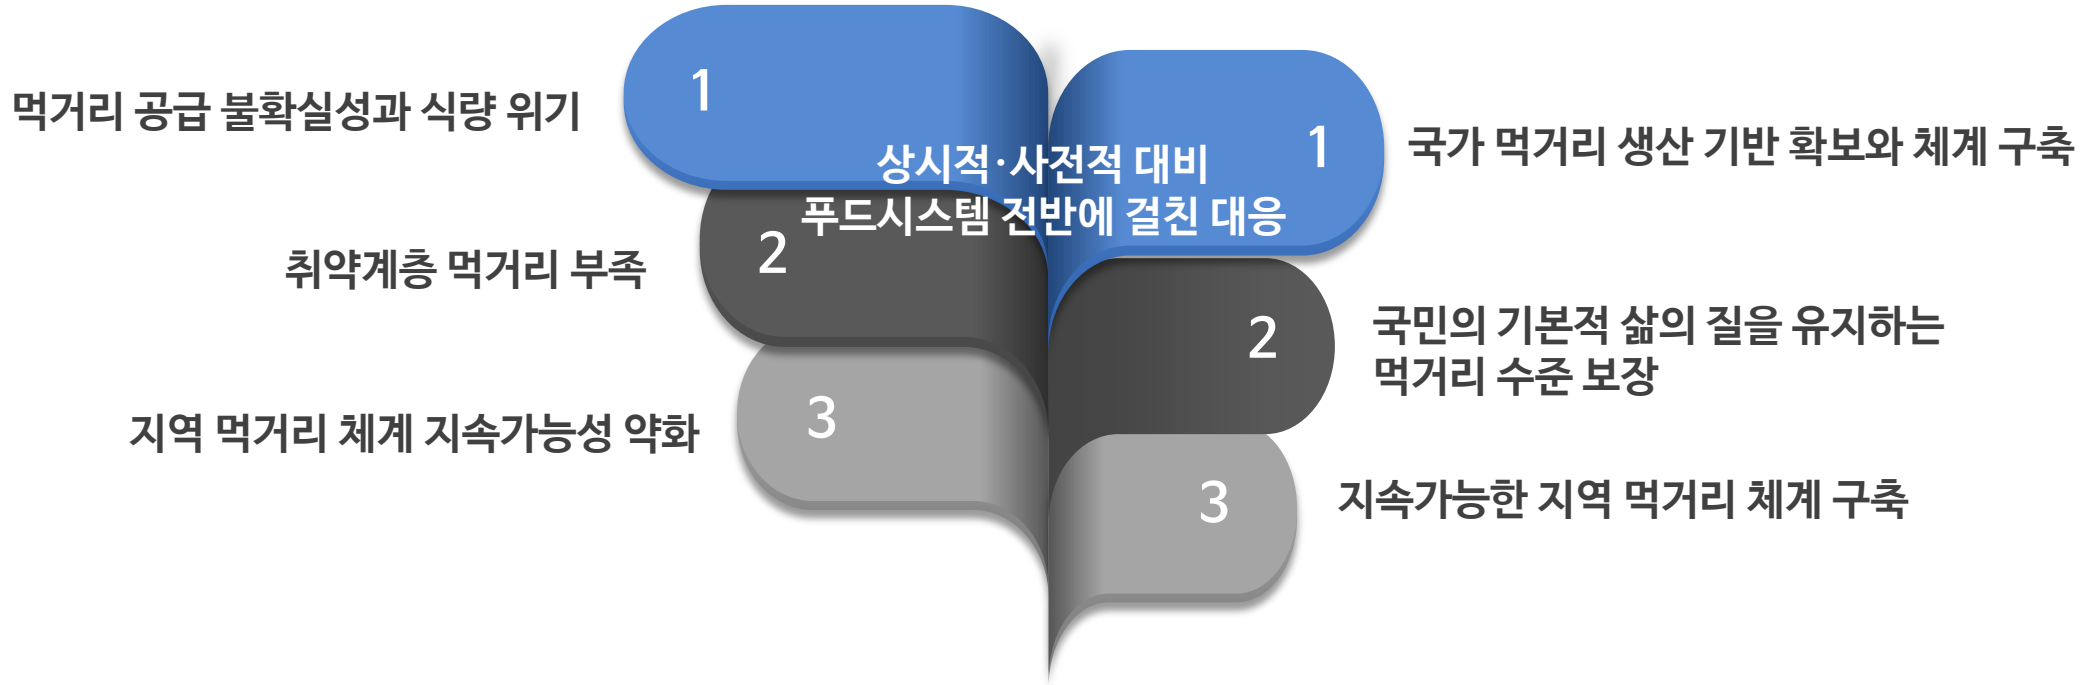 먹거리 공급 불확실성과 식량 위기
1
취약계층 먹거리 부족
2
지역 먹거리 체계 지속가능성 약화
3
상시적·사전적 대비
푸드시스템 전반에 걸친 대응
1
국가 먹거리 생산 기반 확보와 체계 구축
2
국민의 기본적 삶의 질을 유지하는
먹거리 수준 보장
3
지속가능한 지역 먹거리 체계 구축